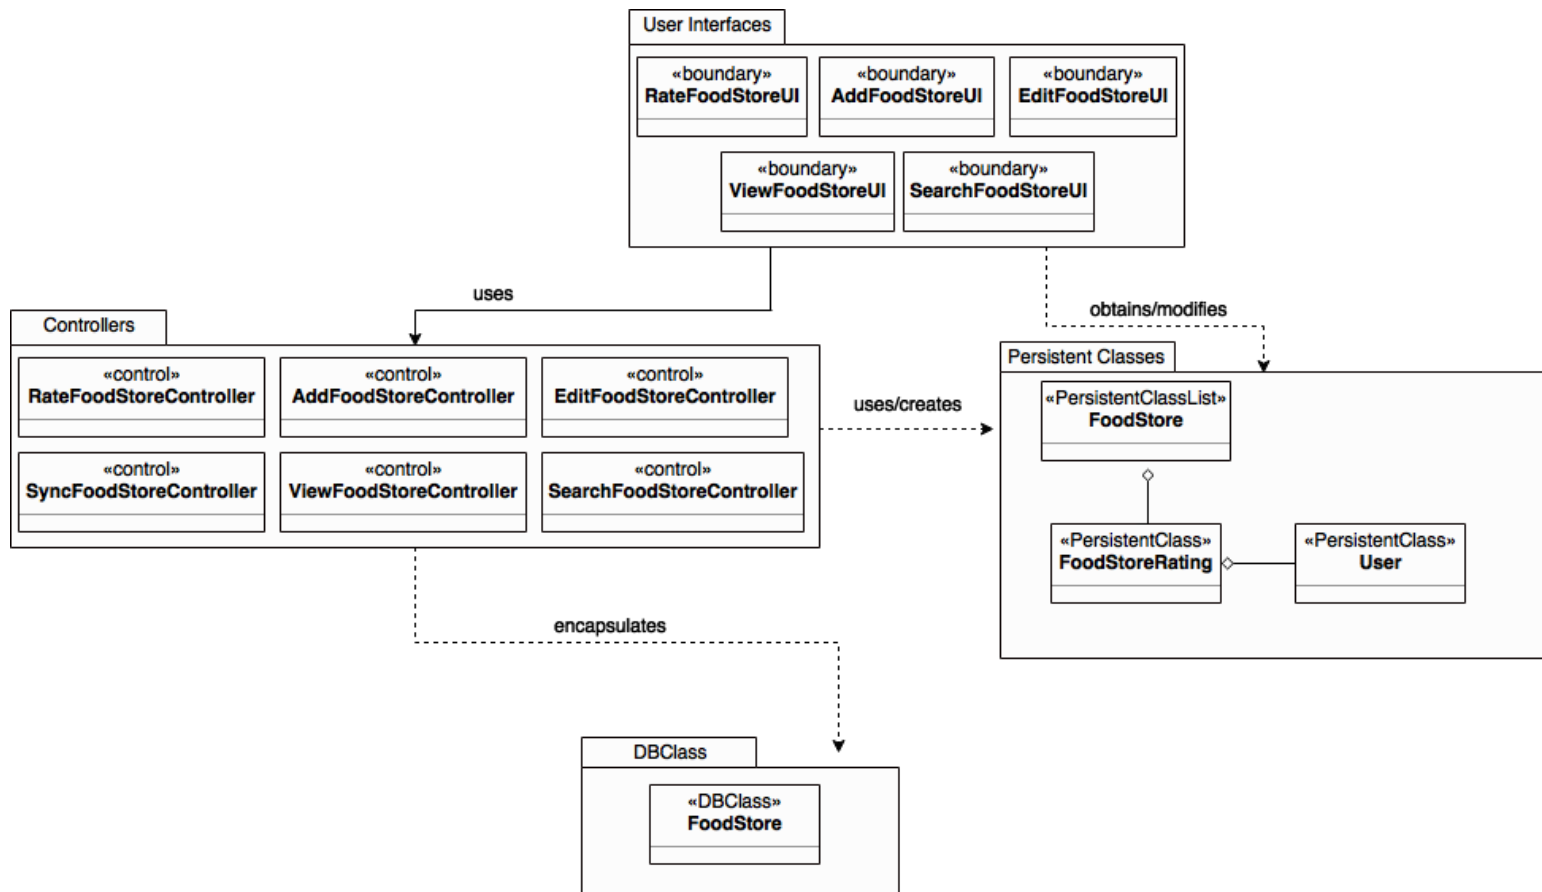 User Interfaces
«boundary»
RateFoodStoreUI
«boundary»
AddFoodStoreUI
«boundary»
EditFoodStoreUI
«boundary»
ViewFoodStoreUI
«boundary»
SearchFoodStoreUI
uses
obtains/modifies
Controllers
«control»
RateFoodStoreController
«control»
AddFoodStoreController
«control»
EditFoodStoreController
«control»
SyncFoodStoreController
«control»
ViewFoodStoreController
«control»
SearchFoodStoreController
uses/creates
Persistent Classes
«PersistentClassList»
FoodStore
«PersistentClass»
FoodStoreRating
«PersistentClass»
User
encapsulates
DBClass
«DBClass»
FoodStore